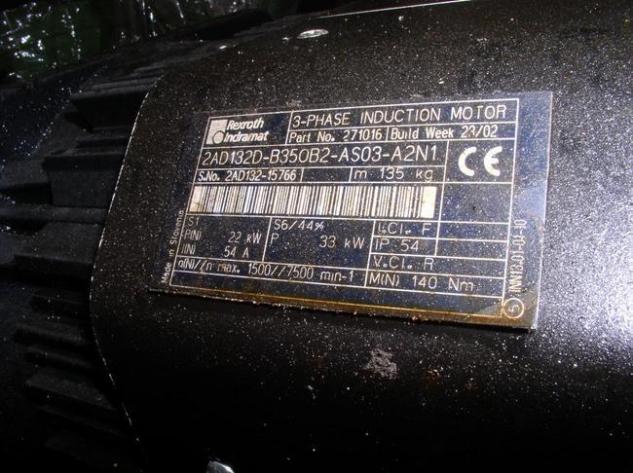 Rexroth
Indramat
3-PHASE INDUCTION MOTOR
Part No. 271016 Build Week 23/02
2AD132D-B350B2-AS03-A2N1
S.No. 2AD132-15766 m 135 kg
CE
S1 S6/44% I.Cl. F
P(N) 22 kW P 33 kW IP 54
I(N) 54 A V.Cl. R
n(N)/n max. 1500//7500 min-1 M(N) 140 Nm
Made in Slovenia
5